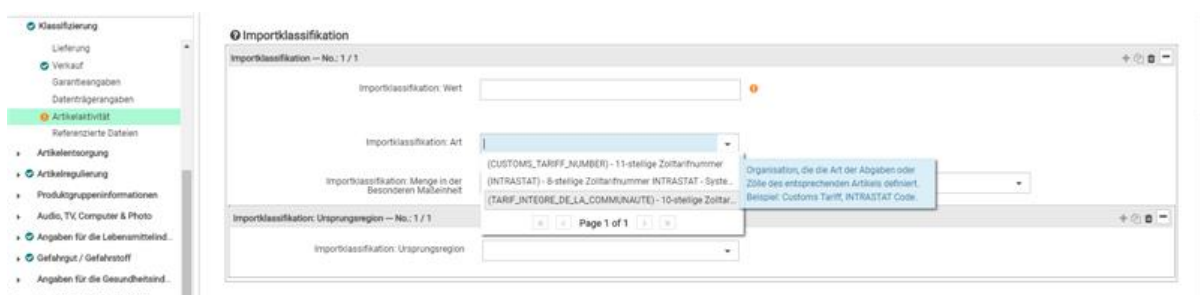 Klassifizierung
Lieferung
Verkauf
Garantieangaben
Datenträgerangaben
Artikelaktivität
Referenzierte Dateien
Artikelentsorgung
Artikelregulierung
Produktgruppeninformationen
Audio, TV, Computer & Photo
Angaben für die Lebensmittelind...
Gefahrgut / Gefahrstoff
Angaben für die Gesundheitsind...
Importklassifikation
Importklassifikation — No.: 1 / 1
Importklassifikation: Wert
Importklassifikation: Art
(CUSTOMS_TARIFF_NUMBER) - 11-stellige Zolltarifnummer
(INTRASTAT) - 8-stellige Zolltarifnummer INTRASTAT - Syste...
(TARIF_INTEGRE_DE_LA_COMMUNAUTE) - 10-stellige Zolltar...
Page 1 of 1
Organisation, die die Art der Abgaben oder
Zölle des entsprechenden Artikels definiert.
Beispiel: Customs Tariff, INTRASTAT Code.
Importklassifikation: Menge in der
Besonderen Maßeinheit
Importklassifikation: Ursprungsregion — No.: 1 / 1
Importklassifikation: Ursprungsregion